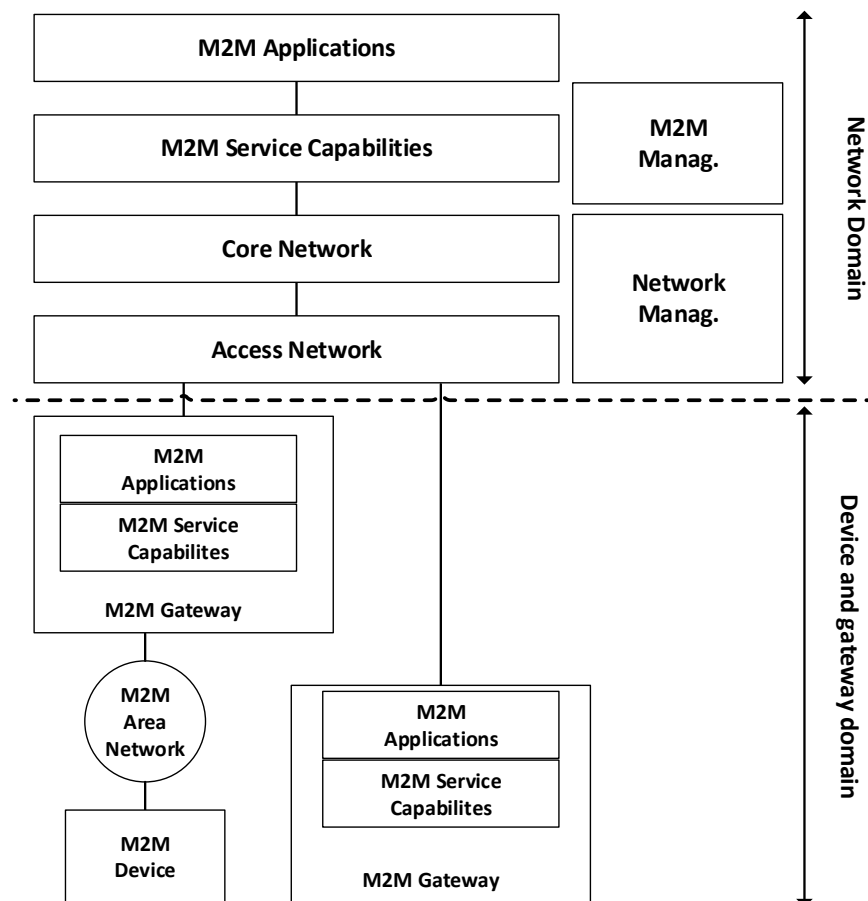 M2M Applications
M2M Service Capabilities
M2M
Manag.
Core Network
Network
Manag.
Access Network
Network Domain
M2M
Applications
M2M Service
Capabilites
M2M Gateway
M2M
Area
Network
M2M
Device
M2M
Applications
M2M Service
Capabilites
M2M Gateway
Device and gateway domain